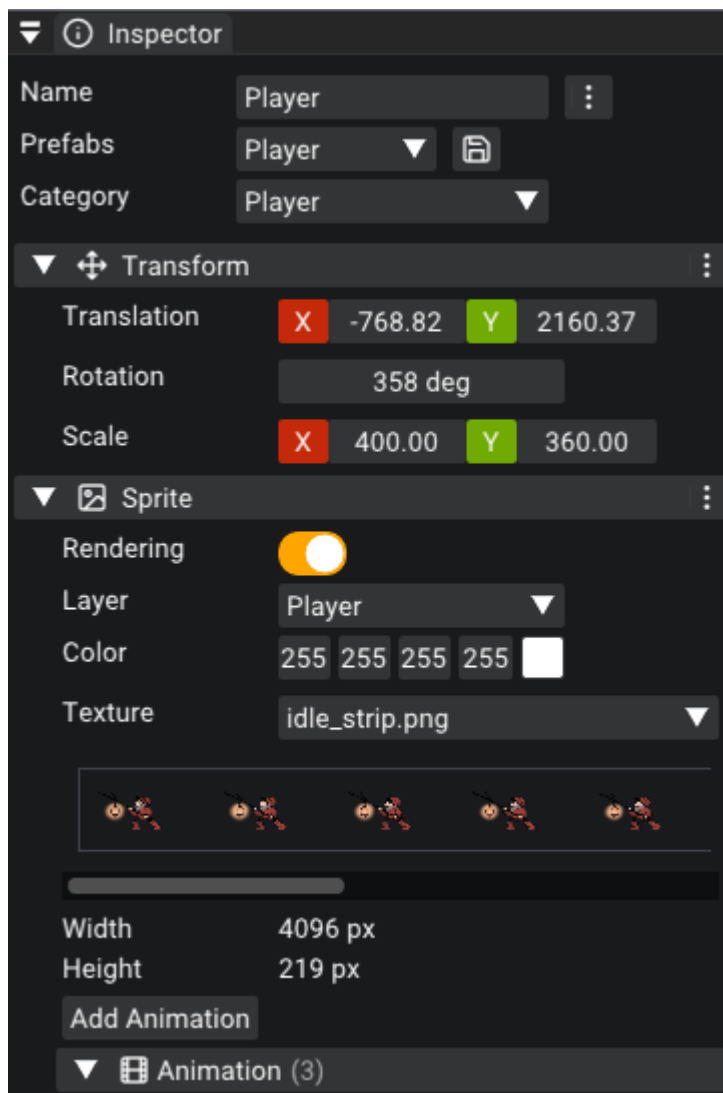 Inspector
Name Player
Prefabs Player
Category Player
Transform
Translation X -768.82 Y 2160.37
Rotation 358 deg
Scale X 400.00 Y 360.00
Sprite
Rendering
Layer Player
Color 255 255 255 255
Texture idle_strip.png
Width 4096 px
Height 219 px
Add Animation
Animation (3)